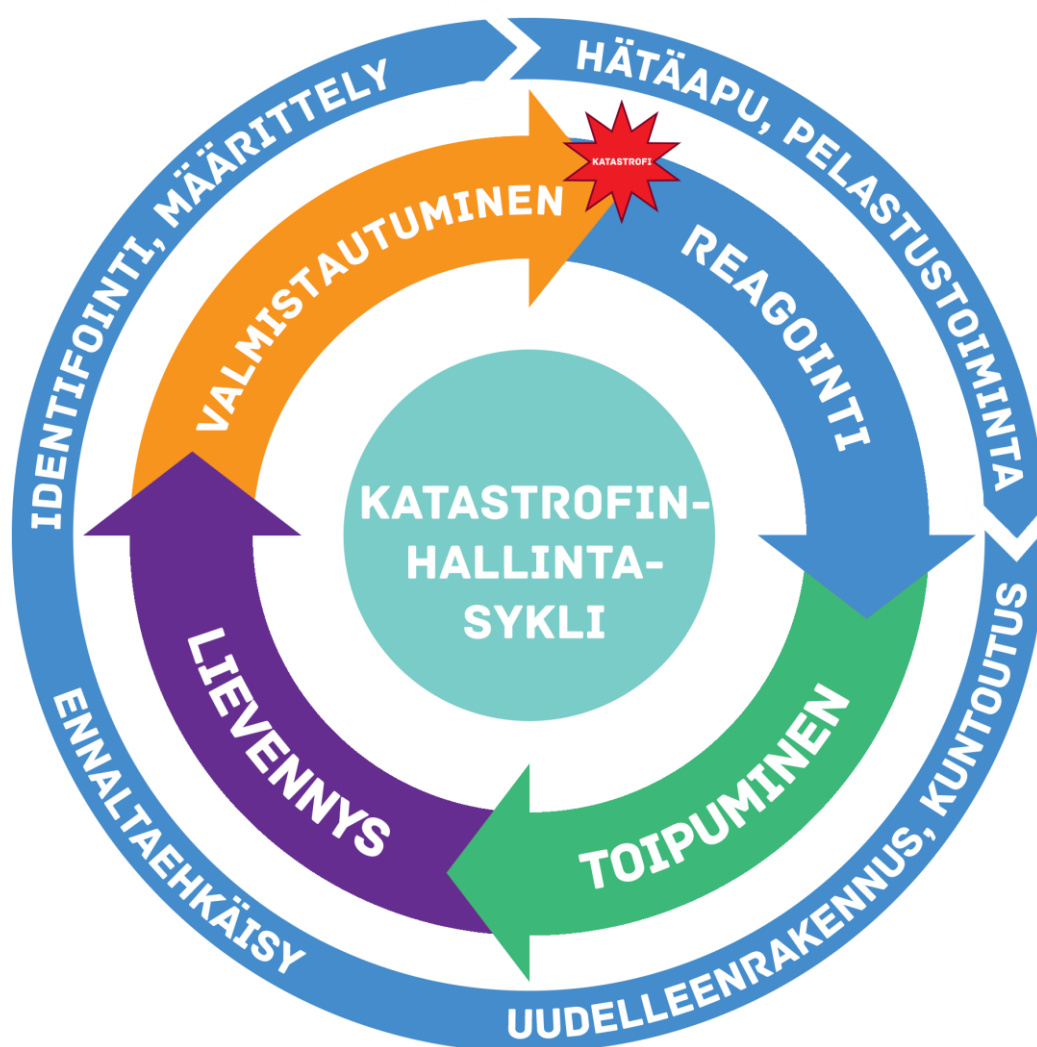 IDENTIFOINTI, MÄÄRITTELY
HÄTÄAPU, PELASTUSTOIMINTA
UUDELLEENRAKENNUS, KUNTOUTUS
ENNALTAEHKÄISY
VALMISTAUTUMINEN
KATASTROFI
REAGOINTI
TOIPUMINEN
LIEVENNYS
KATASTROFIN-
HALLINTA-
SYKLI